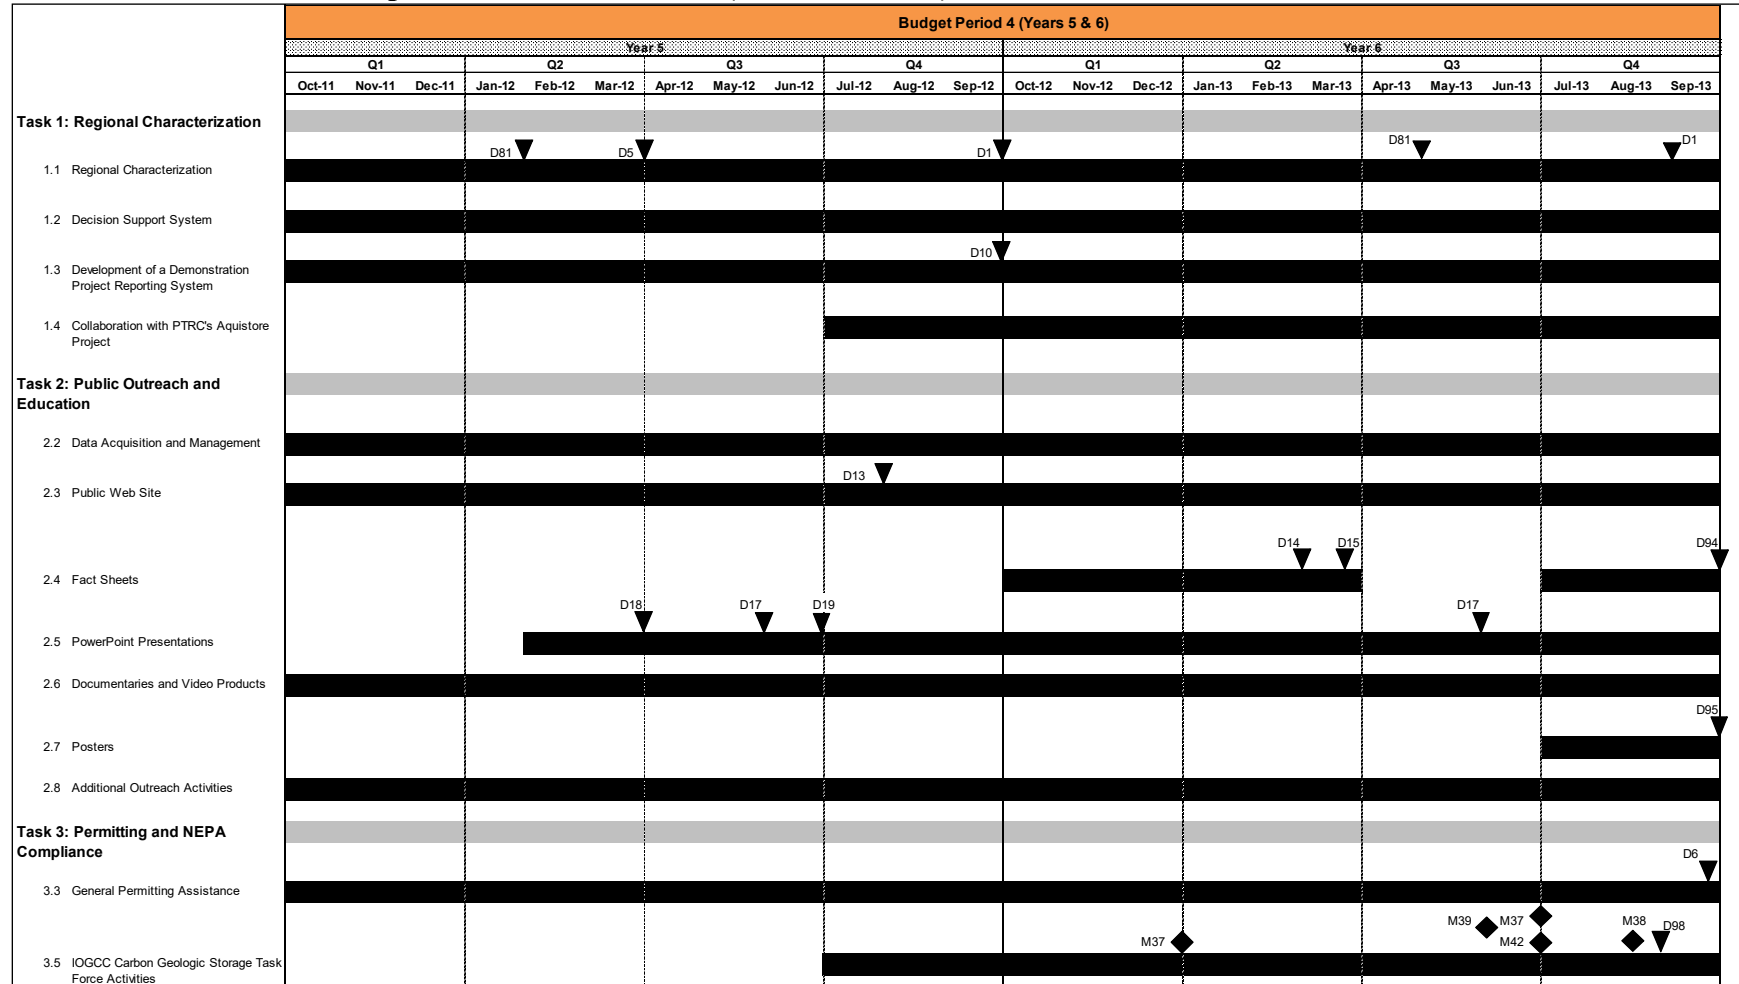 Budget Period 4 (Years 5 & 6)
Year 5 Year 6
Q1 Q2 Q3 Q4 Q1 Q2 Q3 Q4
Oct-11 Nov-11 Dec-11 Jan-12 Feb-12 Mar-12 Apr-12 May-12 Jun-12 Jul-12 Aug-12 Sep-12 Oct-12 Nov-12 Dec-12 Jan-13 Feb-13 Mar-13 Apr-13 May-13 Jun-13 Jul-13 Aug-13 Sep-13
Task 1: Regional Characterization
D81 D5 D1 D81 D1
1.1 Regional Characterization
1.2 Decision Support System
D10
1.3 Development of a Demonstration
Project Reporting System
1.4 Collaboration with PTRC's Aquistore
Project
Task 2: Public Outreach and
Education
2.2 Data Acquisition and Management
D13
2.3 Public Web Site
D14 D15 D94
2.4 Fact Sheets
D18 D17 D19 D17
2.5 PowerPoint Presentations
2.6 Documentaries and Video Products
D95
2.7 Posters
2.8 Additional Outreach Activities
Task 3: Permitting and NEPA
Compliance
D6
3.3 General Permitting Assistance
M39 M37 M38 D98
M37 M42
3.5 IOGCC Carbon Geologic Storage Task
Force Activities